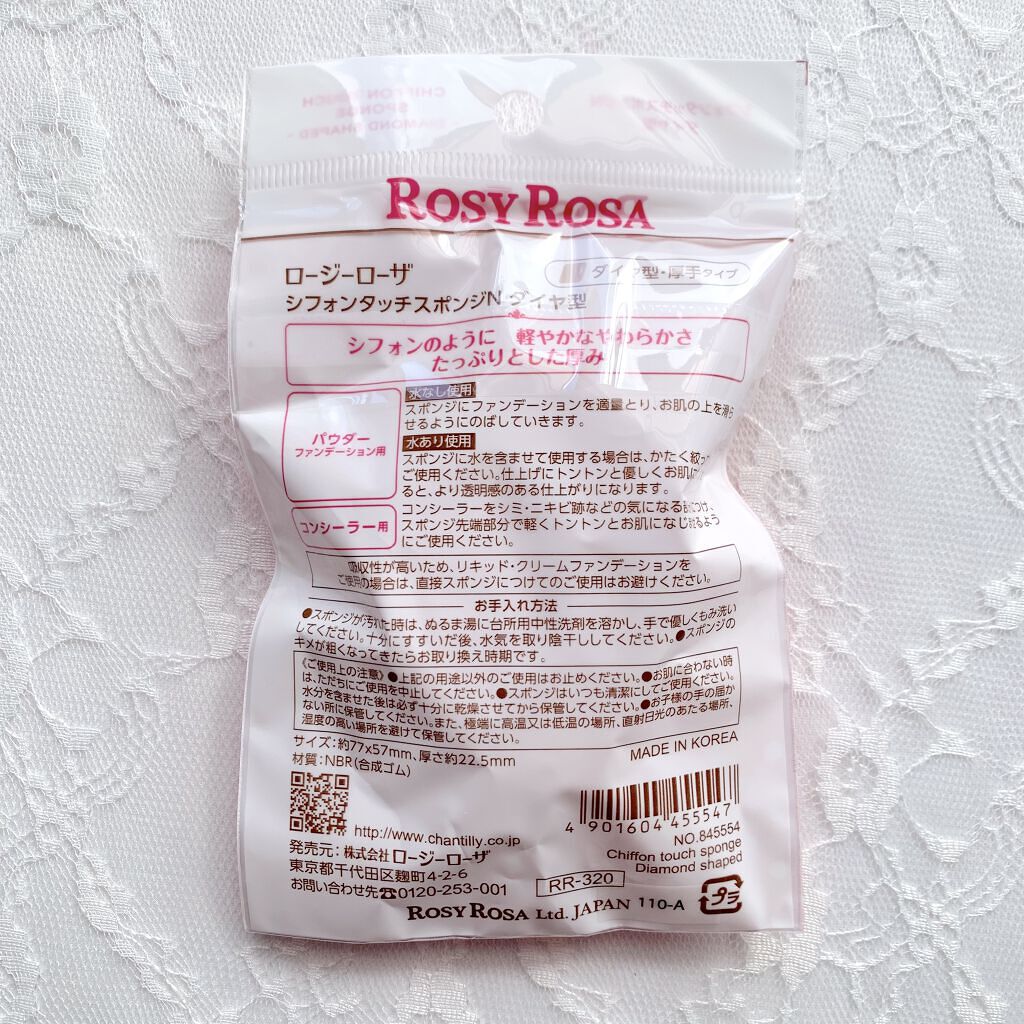 CHIFFON TOUCH
SPONGE
DIAMOND SHAPED
ROSY ROSA
ロージーローザ
ダイヤ型・厚手タイプ
シフォンタッチスポンジN ダイヤ型
シフォンのように 軽やかなやわらかさ
たっぷりとした厚み
パウダー
ファンデーション用
水なし使用
スポンジにファンデーションを適量とり、お肌の上を滑ら
せるようにのばしていきます。
水あり使用
スポンジに水を含ませて使用する場合は、かたく絞っ
ご使用ください。仕上げにトントンと優しくお肌に
ると、より透明感のある仕上がりになります。
コンシーラー用
コンシーラーをシミ・ニキビ跡などの気になる
スポンジ先端部分で軽くトントンとお肌になじませるよう
にご使用ください。
吸収性が高いため、リキッド・クリームファンデーションを
ご使用の場合は、直接スポンジにつけてのご使用はお避けください。
お手入れ方法
●スポンジが汚れた時は、ぬるま湯に台所用中性洗剤を溶かし、手で優しくもみ洗い
してください。十分にすすいだ後、水気を取り陰干ししてください。●スポンジの
キメが粗くなってきたらお取り換え時期です。
《ご使用上の注意》●上記の用途以外のご使用はお止めください。●お肌に合わない時
は、ただちにご使用を中止してください。●スポンジはいつも清潔にしてご使用ください。
水分を含ませた後は必ず十分に乾燥させてから保管してください。●お子様の手の届か
ない所に保管してください。また、極端に高温又は低温の場所、直射日光のあたる場所、
湿度の高い場所を避けて保管してください。
サイズ:約77x57mm、厚さ約22.5mm
材質:NBR(合成ゴム)
MADE IN KOREA
http://www.chantilly.co.jp
4 901604 455547
NO.845554
Chiffon touch sponge
Diamond shaped
発売元:株式会社ロージーローザ
東京都千代田区麹町4-2-6
お問い合わせ先☎0120-253-001
RR-320
プラ
ROSY ROSA Ltd. JAPAN 110-A